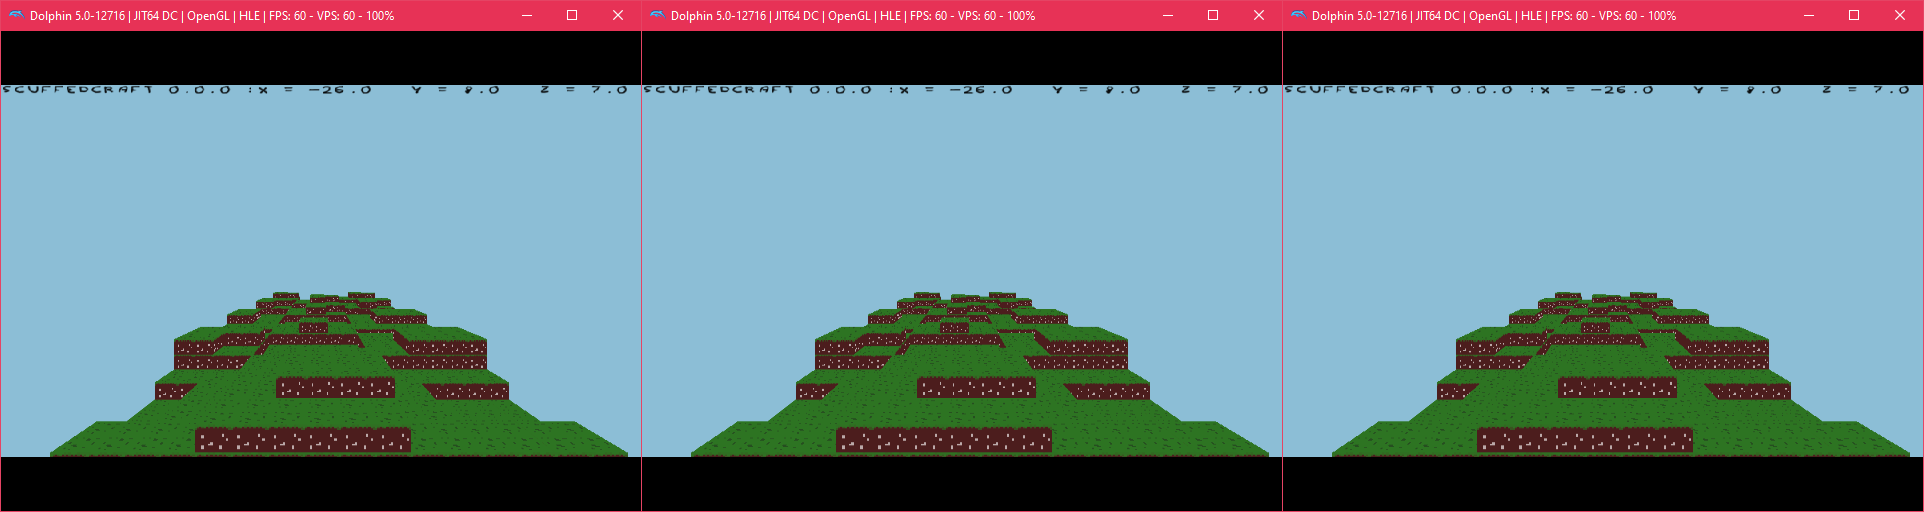 Dolphin 5.0-12716 | JIT64 DC | OpenGL | HLE | FPS: 60 - VPS: 60 - 100%
SCUFFEDCRAFT 0.0.0 :X = -26.0 Y = 8.0 Z = 7.0
Dolphin 5.0-12716 | JIT64 DC | OpenGL | HLE | FPS: 60 - VPS: 60 - 100%
SCUFFEDCRAFT 0.0.0 :X = -26.0 Y = 8.0 Z = 7.0
Dolphin 5.0-12716 | JIT64 DC | OpenGL | HLE | FPS: 60 - VPS: 60 - 100%
SCUFFEDCRAFT 0.0.0 :X = -26.0 Y = 8.0 Z = 7.0